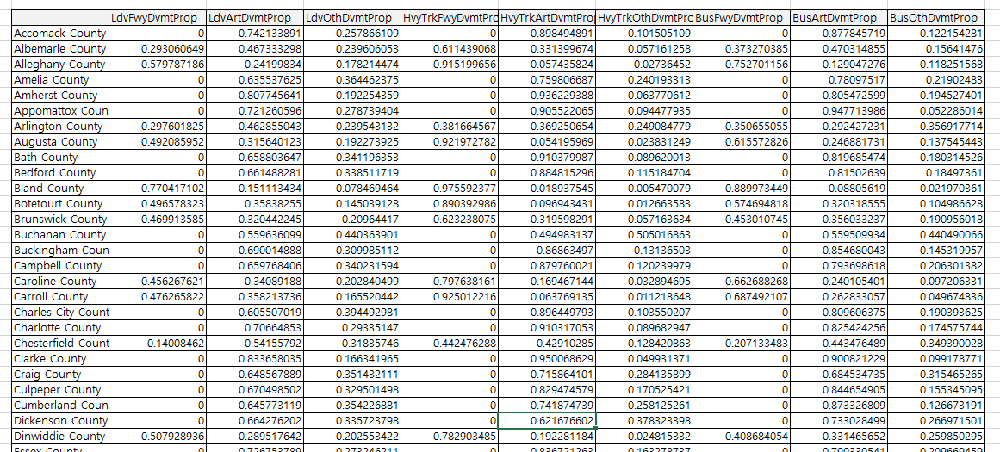 LdvFwyDvmtProp LdvArtDvmtProp LdvOthDvmtProp HvyTrkFwyDvmtPrc HvyTrkArtDvmtPro HvyTrkOthDvmtPrc BusFwyDvmtProp BusArtDvmtProp BusOthDvmtProp
Accomack County 0 0.742133891 0.257866109 0 0.898494891 0.101505109 0 0.877845719 0.122154281
Albemarle County 0.293060649 0.467333298 0.239606053 0.611439068 0.331399674 0.057161258 0.373270385 0.470314855 0.15641476
Alleghany County 0.579787186 0.24199834 0.178214474 0.915199656 0.057435824 0.02736452 0.752701156 0.129047276 0.118251568
Amelia County 0 0.635537625 0.364462375 0 0.759806687 0.240193313 0 0.78097517 0.21902483
Amherst County 0 0.807745641 0.192254359 0 0.936229388 0.063770612 0 0.805472599 0.194527401
Appomattox Coun 0 0.721260596 0.278739404 0 0.905522065 0.094477935 0 0.947713986 0.052286014
Arlington County 0.297601825 0.462855043 0.239543132 0.381664567 0.369250654 0.249084779 0.350655055 0.292427231 0.356917714
Augusta County 0.492085952 0.315640123 0.192273925 0.921972782 0.054195969 0.023831249 0.615572826 0.246881731 0.137545443
Bath County 0 0.658803647 0.341196353 0 0.910379987 0.089620013 0 0.819685474 0.180314526
Bedford County 0 0.661488281 0.338511719 0 0.884815296 0.115184704 0 0.81502639 0.18497361
Bland County 0.770417102 0.151113434 0.078469464 0.975592377 0.018937545 0.005470079 0.889973449 0.08805619 0.021970361
Botetourt County 0.496578323 0.35838255 0.145039128 0.890392986 0.096943431 0.012663583 0.574694818 0.320318555 0.104986628
Brunswick County 0.469913585 0.320442245 0.20964417 0.623238075 0.319598291 0.057163634 0.453010745 0.356033237 0.190956018
Buchanan County 0 0.559636099 0.440363901 0 0.494983137 0.505016863 0 0.559509934 0.440490066
Buckingham Coun 0 0.690014888 0.309985112 0 0.86863497 0.13136503 0 0.854680043 0.145319957
Campbell County 0 0.659768406 0.340231594 0 0.879760021 0.120239979 0 0.793698618 0.206301382
Caroline County 0.456267621 0.34089188 0.202840499 0.797638161 0.169467144 0.032894695 0.662688268 0.240105401 0.097206331
Carroll County 0.476265822 0.358213736 0.165520442 0.925012216 0.063769135 0.011218648 0.687492107 0.262833057 0.049674836
Charles City Count 0 0.605507019 0.394492981 0 0.896449793 0.103550207 0 0.809606375 0.190393625
Charlotte County 0 0.70664853 0.29335147 0 0.910317053 0.089682947 0 0.825424256 0.174575744
Chesterfield Count 0.14008462 0.54155792 0.31835746 0.442476288 0.42910285 0.128420863 0.207133483 0.443476489 0.349390028
Clarke County 0 0.833658035 0.166341965 0 0.950068629 0.049931371 0 0.900821229 0.099178771
Craig County 0 0.648567889 0.351432111 0 0.715864101 0.284135899 0 0.684534735 0.315465265
Culpeper County 0 0.670498502 0.329501498 0 0.829474579 0.170525421 0 0.844654905 0.155345095
Cumberland Coun 0 0.645773119 0.354226881 0 0.741874739 0.258125261 0 0.873326809 0.126673191
Dickenson County 0 0.664276202 0.335723798 0 0.621676602 0.378323398 0 0.733028499 0.266971501
Dinwiddie County 0.507928936 0.289517642 0.202553422 0.782903485 0.192281184 0.024815332 0.408684054 0.331465652 0.259850295
Essex County 0 0.726753789 0.273246211 0 0.836721263 0.163278737 0 0.790330541 0.209669459